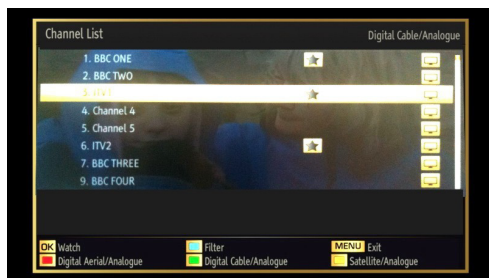 Channel List
Digital Cable/Analogue
1. BBC ONE
2. BBC TWO
3. ITV1
4. Channel 4
5. Channel 5
6. ITV2
7. BBC THREE
9. BBC FOUR
OK Watch
Filter
MENU Exit
Digital Aerial/Analogue
Digital Cable/Analogue
Satellite/Analogue